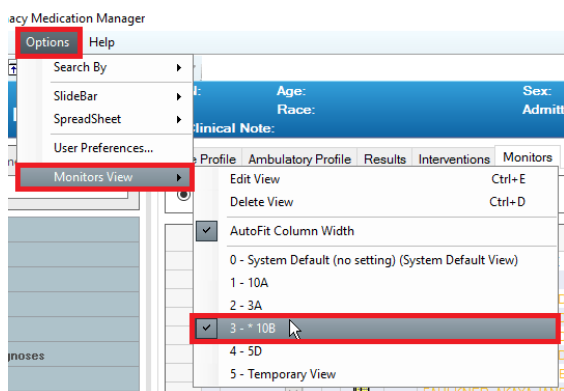 acy Medication Manager
Options Help
Search By
SlideBar
SpreadSheet
User Preferences...
Monitors View
N: Age: Sex:
Race: Admitt
Clinical Note:
Profile Ambulatory Profile Results Interventions Monitors
Edit View Ctrl+E
Delete View Ctrl+D
AutoFit Column Width
0 - System Default (no setting) (System Default View)
1 - 10A
2 - 3A
3 - * 10B
4 - 5D
5 - Temporary View
gnoses